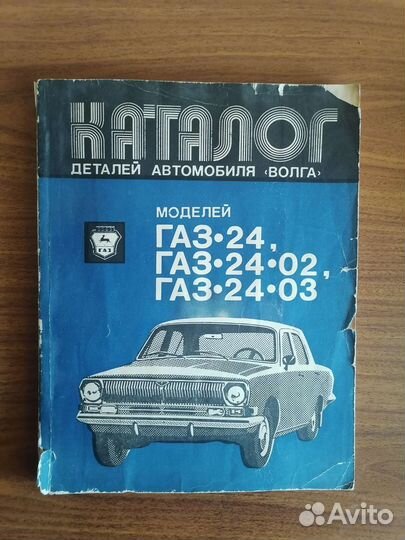 КАТАЛОГ
ДЕТАЛЕЙ АВТОМОБИЛЯ «ВОЛГА»
МОДЕЛЕЙ
ГАЗ·24,
ГАЗ·24·02,
ГАЗ·24·03
ГАЗ
Avito